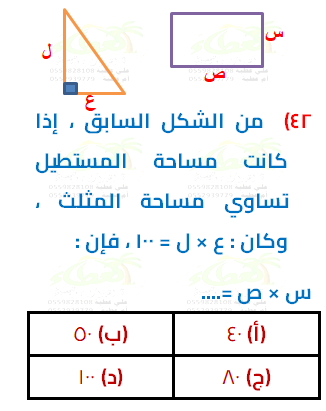 ل
ع
س
ص
٤٢) من الشكل السابق ، إذا
كانت مساحة المستطيل
تساوي مساحة المثلث ،
وكان : ع × ل = ١٠٠ ، فإن :
س × ص =....
(أ) ٤٠
(ب) ٥٠
(ج) ٨٠
(د) ١٠٠